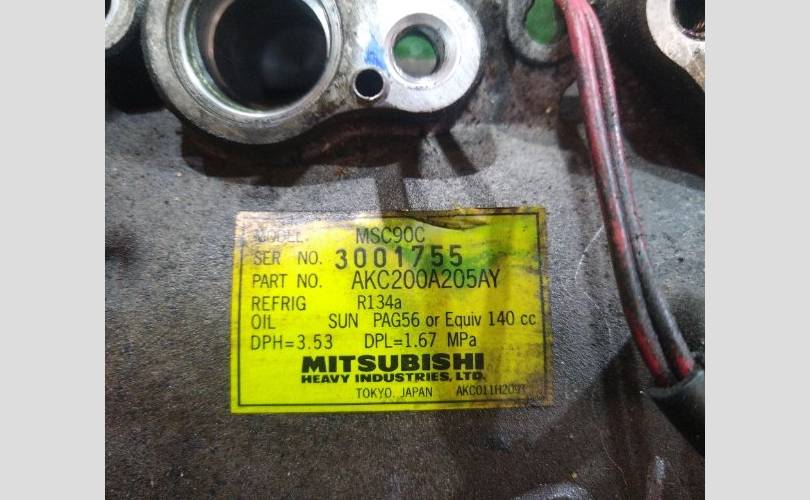 MODEL. MSC90C
SER NO. 3001755
PART NO. AKC200A205AY
REFRIG R134a
OIL SUN PAG56 or Equiv 140 cc
DPH=3.53 DPL=1.67 MPa
MITSUBISHI
HEAVY INDUSTRIES, LTD.
TOKYO. JAPAN